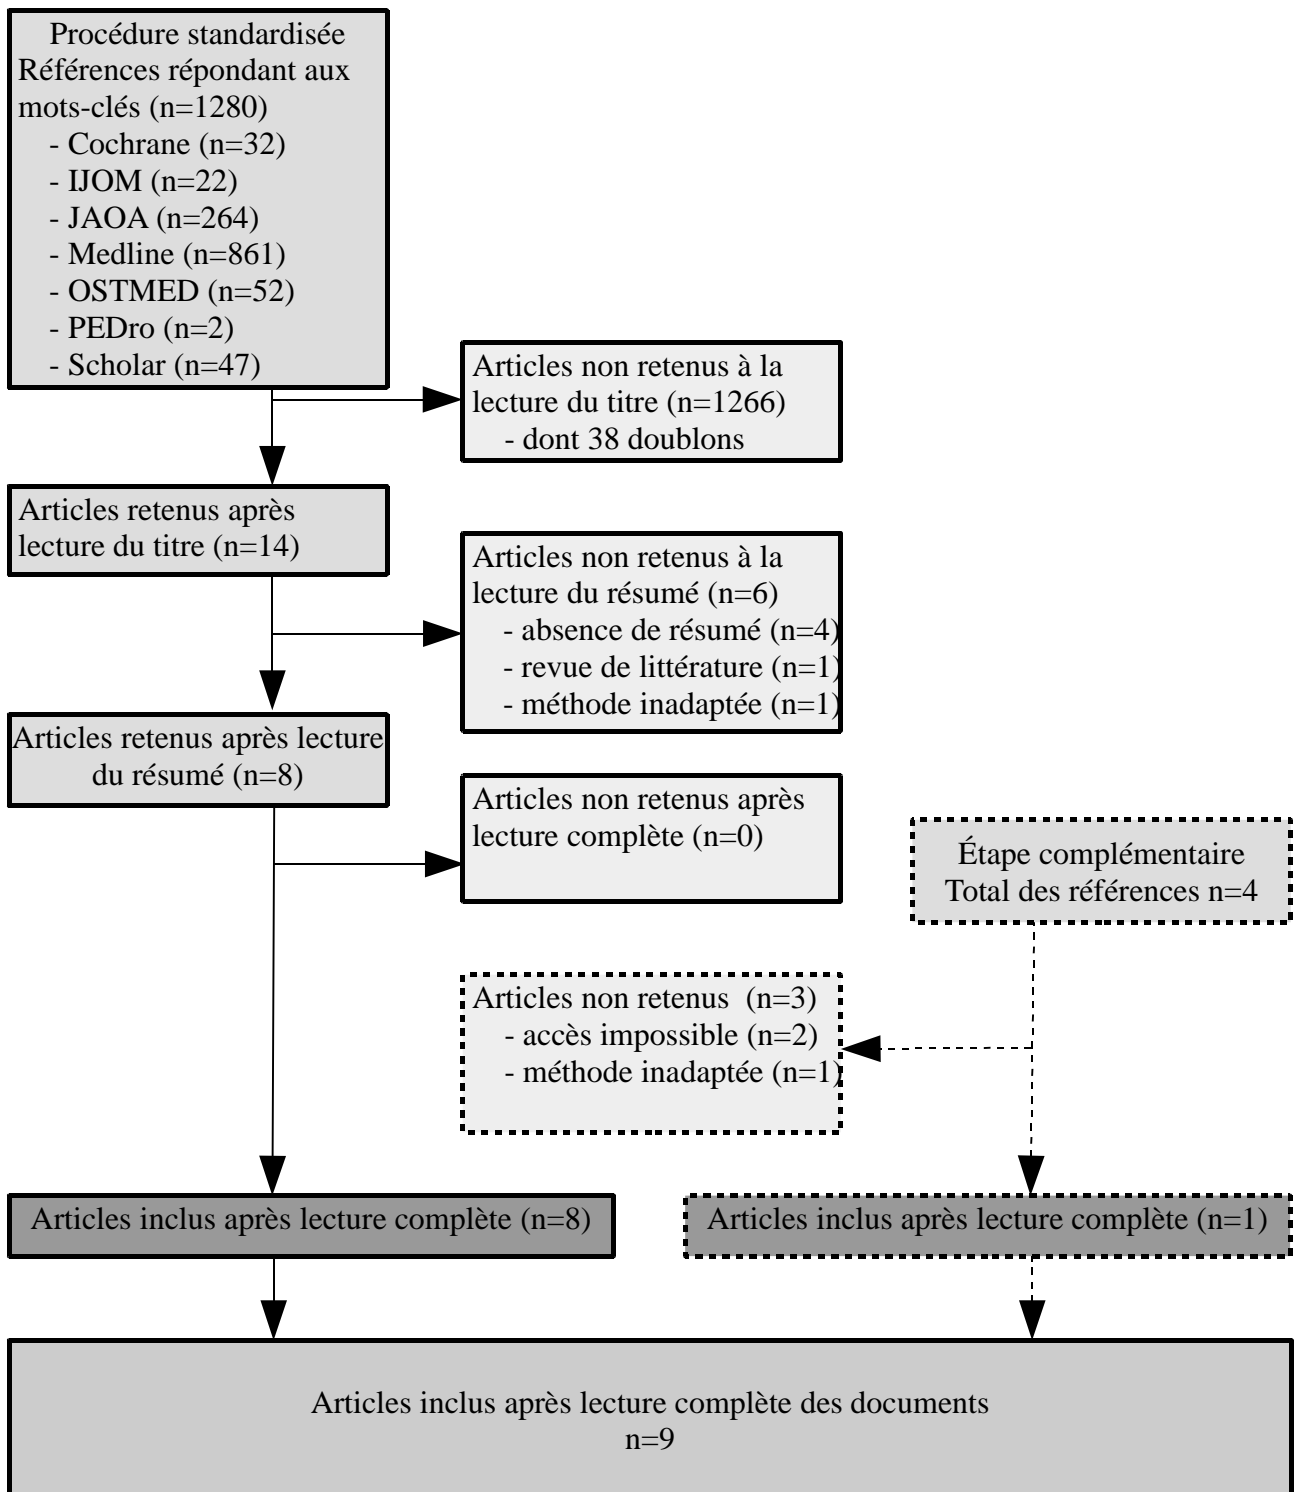 Procédure standardisée
Références répondant aux
mots-clés (n=1280)
- Cochrane (n=32)
- IJOM (n=22)
- JAOA (n=264)
- Medline (n=861)
- OSTMED (n=52)
- PEDro (n=2)
- Scholar (n=47)
Articles non retenus à la
lecture du titre (n=1266)
- dont 38 doublons
Articles retenus après
lecture du titre (n=14)
Articles non retenus à la
lecture du résumé (n=6)
- absence de résumé (n=4)
- revue de littérature (n=1)
- méthode inadaptée (n=1)
Articles retenus après lecture
du résumé (n=8)
Articles non retenus après
lecture complète (n=0)
Étape complémentaire
Total des références n=4
Articles non retenus (n=3)
- accès impossible (n=2)
- méthode inadaptée (n=1)
Articles inclus après lecture complète (n=8)
Articles inclus après lecture complète (n=1)
Articles inclus après lecture complète des documents
n=9